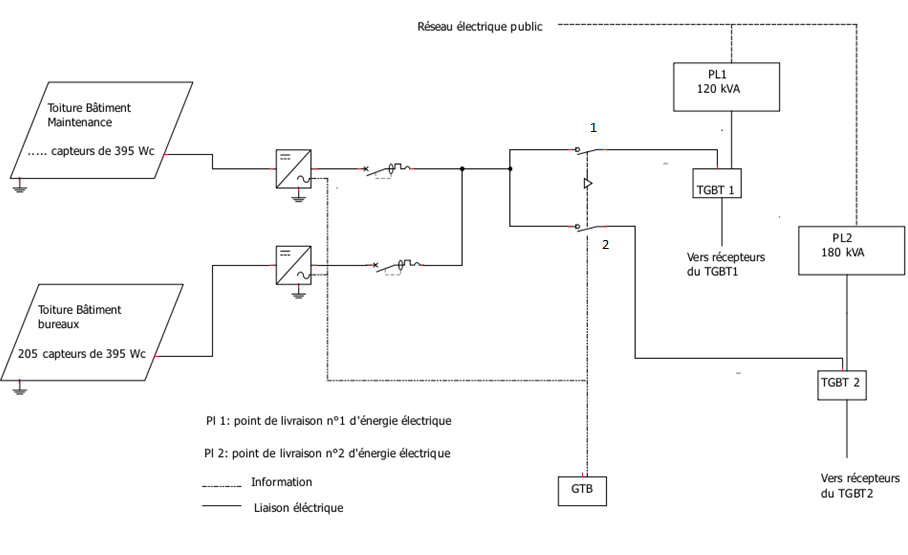 Réseau électrique public
PL1
120 kVA
Toiture Bâtiment
Maintenance
..... capteurs de 395 Wc
1
TGBT 1
2
PL2
180 kVA
Vers récepteurs
du TGBT1
Toiture Bâtiment
bureaux
205 capteurs de 395 Wc
TGBT 2
Pl 1: point de livraison n°1 d'énergie électrique
Pl 2: point de livraison n°2 d'énergie électrique
Information
Liaison éléctrique
GTB
Vers récepteurs
du TGBT2